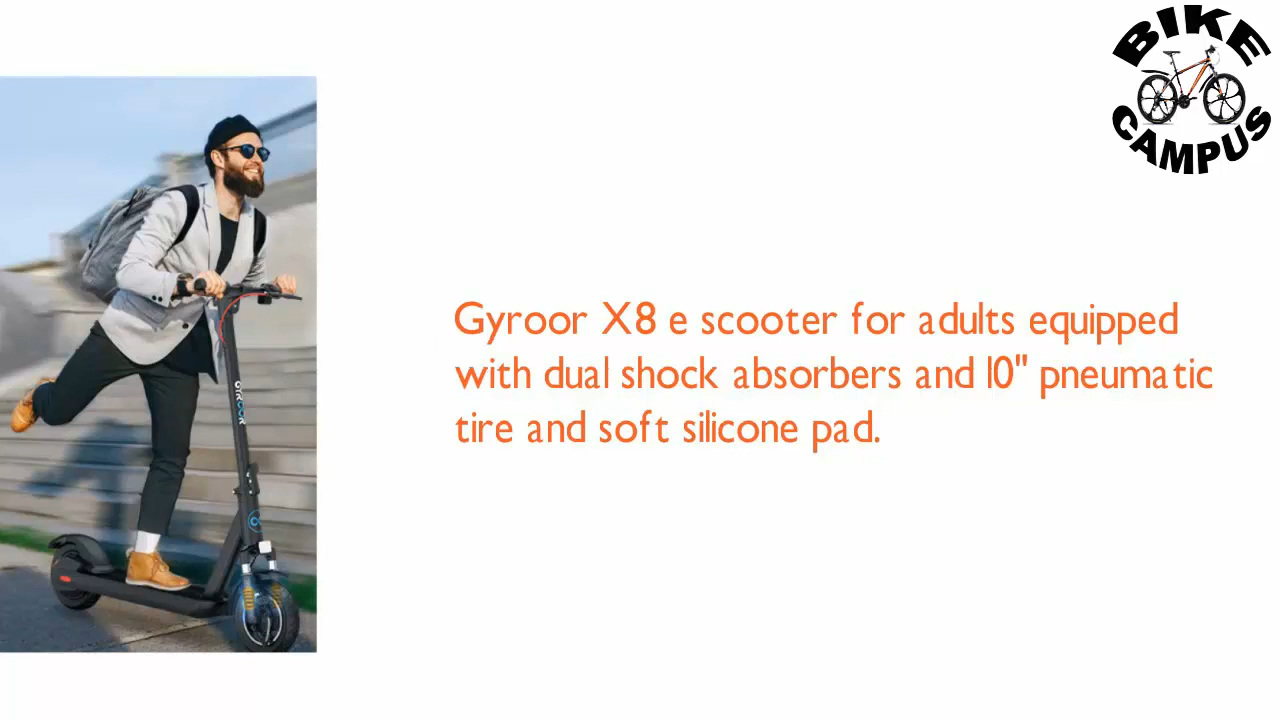 BIKE
CAMPUS
Gyroor X8 e scooter for adults equipped
with dual shock absorbers and 10" pneumatic
tire and soft silicone pad.
GYROOR